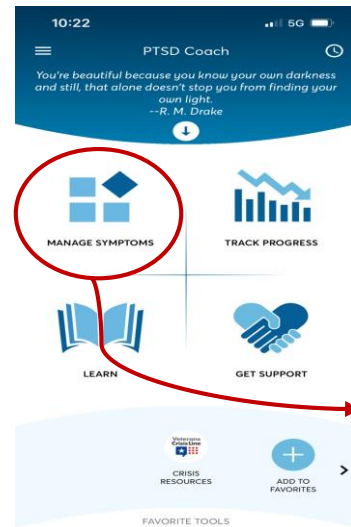 10:22
5G
PTSD Coach
You're beautiful because you know your own darkness
and still, that alone doesn't stop you from finding your
own light.
--R. M. Drake
MANAGE SYMPTOMS
TRACK PROGRESS
LEARN
GET SUPPORT
Veterans
Crisis Line
CRISIS
RESOURCES
ADD TO
FAVORITES
FAVORITE TOOLS